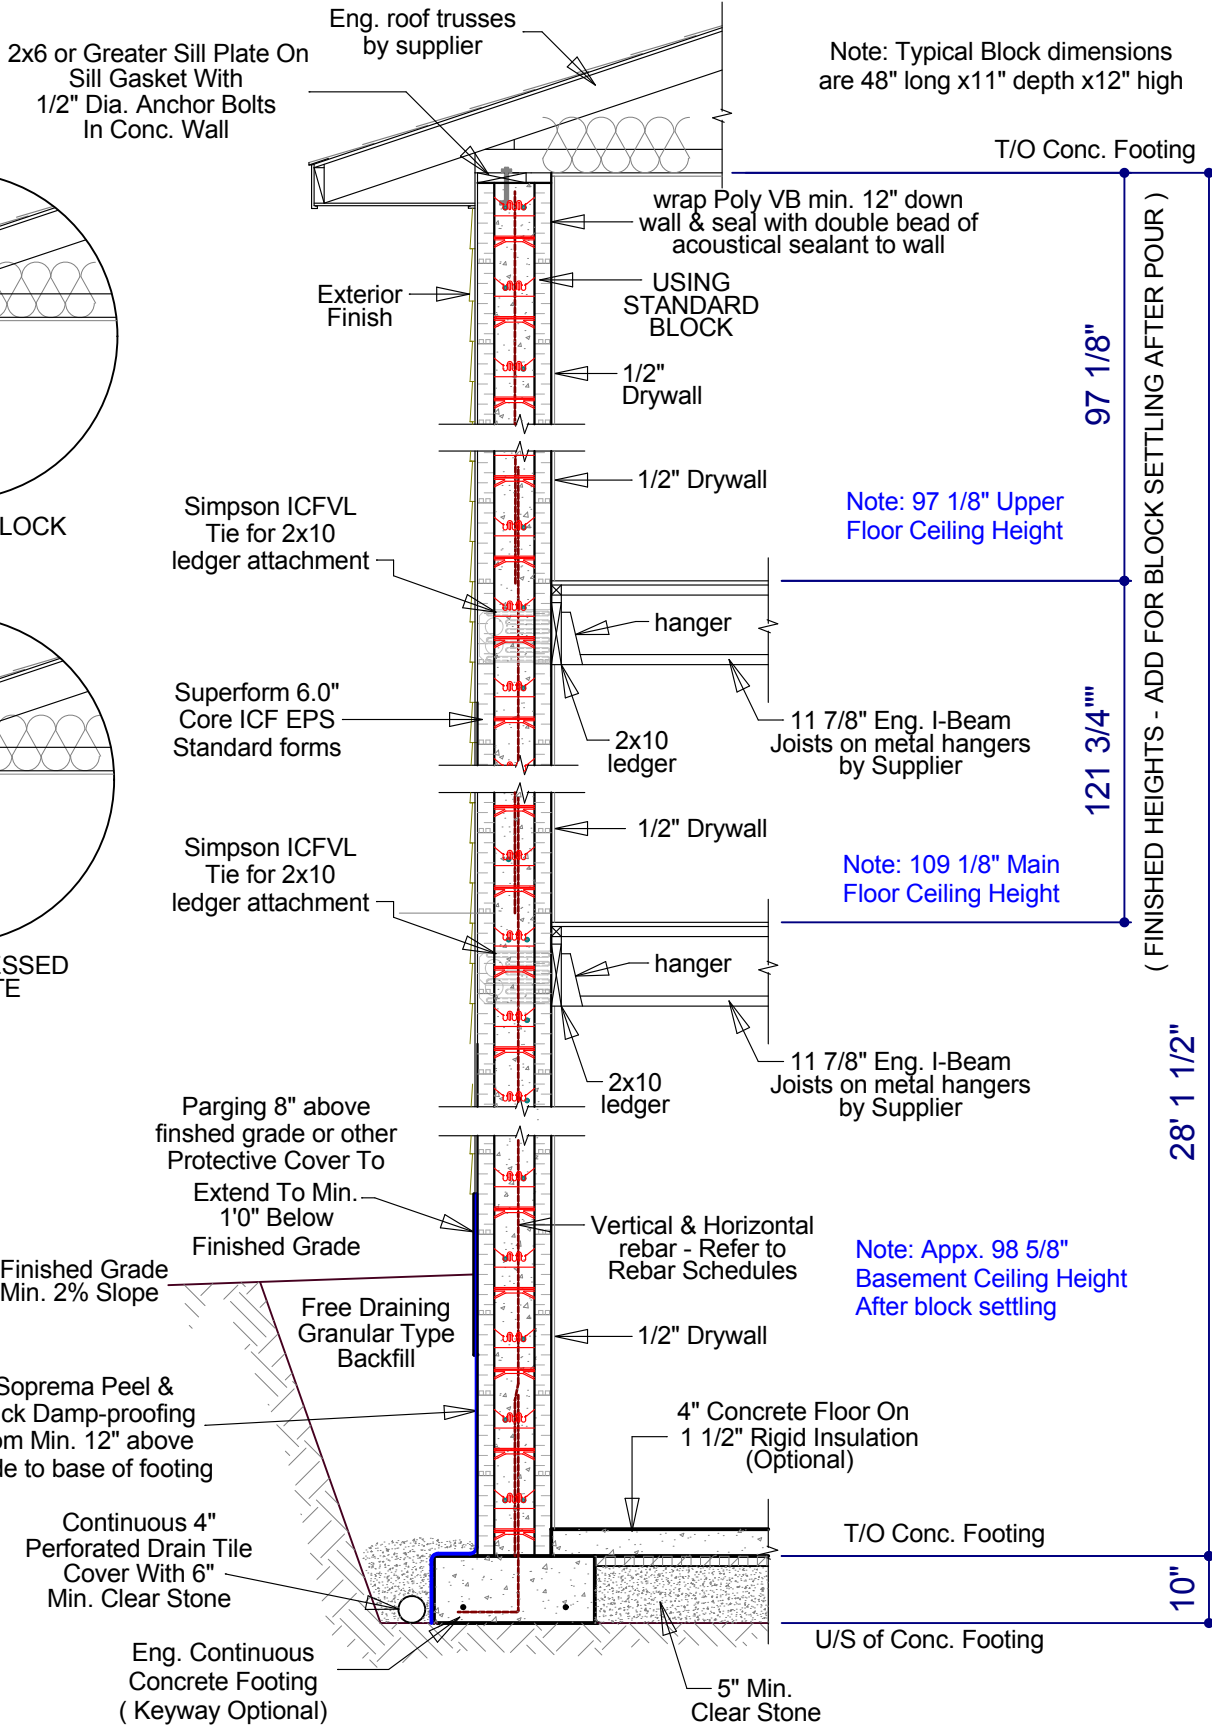 Eng. roof trusses
by supplier
2x6 or Greater Sill Plate On
Sill Gasket With
1/2" Dia. Anchor Bolts
In Conc. Wall
Note: Typical Block dimensions
are 48" long x11" depth x12" high
T/O Conc. Footing
wrap Poly VB min. 12" down
wall & seal with double bead of
acoustical sealant to wall
Exterior
Finish
USING
STANDARD
BLOCK
1/2"
Drywall
97 1/8"
( FINISHED HEIGHTS - ADD FOR BLOCK SETTLING AFTER POUR )
1/2" Drywall
LOCK
Simpson ICFVL
Tie for 2x10
ledger attachment
Note: 97 1/8" Upper
Floor Ceiling Height
hanger
Superform 6.0"
Core ICF EPS
Standard forms
2x10
ledger
11 7/8" Eng. I-Beam
Joists on metal hangers
by Supplier
121 3/4""
1/2" Drywall
Simpson ICFVL
Tie for 2x10
ledger attachment
Note: 109 1/8" Main
Floor Ceiling Height
ESSED
TE
hanger
2x10
ledger
11 7/8" Eng. I-Beam
Joists on metal hangers
by Supplier
28' 1 1/2"
Parging 8" above
finshed grade or other
Protective Cover To
Extend To Min.
1'0" Below
Finished Grade
Vertical & Horizontal
rebar - Refer to
Rebar Schedules
Note: Appx. 98 5/8"
Basement Ceiling Height
After block settling
Finished Grade
Min. 2% Slope
Free Draining
Granular Type
Backfill
1/2" Drywall
Soprema Peel &
ck Damp-proofing
om Min. 12" above
de to base of footing
4" Concrete Floor On
1 1/2" Rigid Insulation
(Optional)
Continuous 4"
Perforated Drain Tile
Cover With 6"
Min. Clear Stone
T/O Conc. Footing
10"
U/S of Conc. Footing
Eng. Continuous
Concrete Footing
( Keyway Optional)
5" Min.
Clear Stone